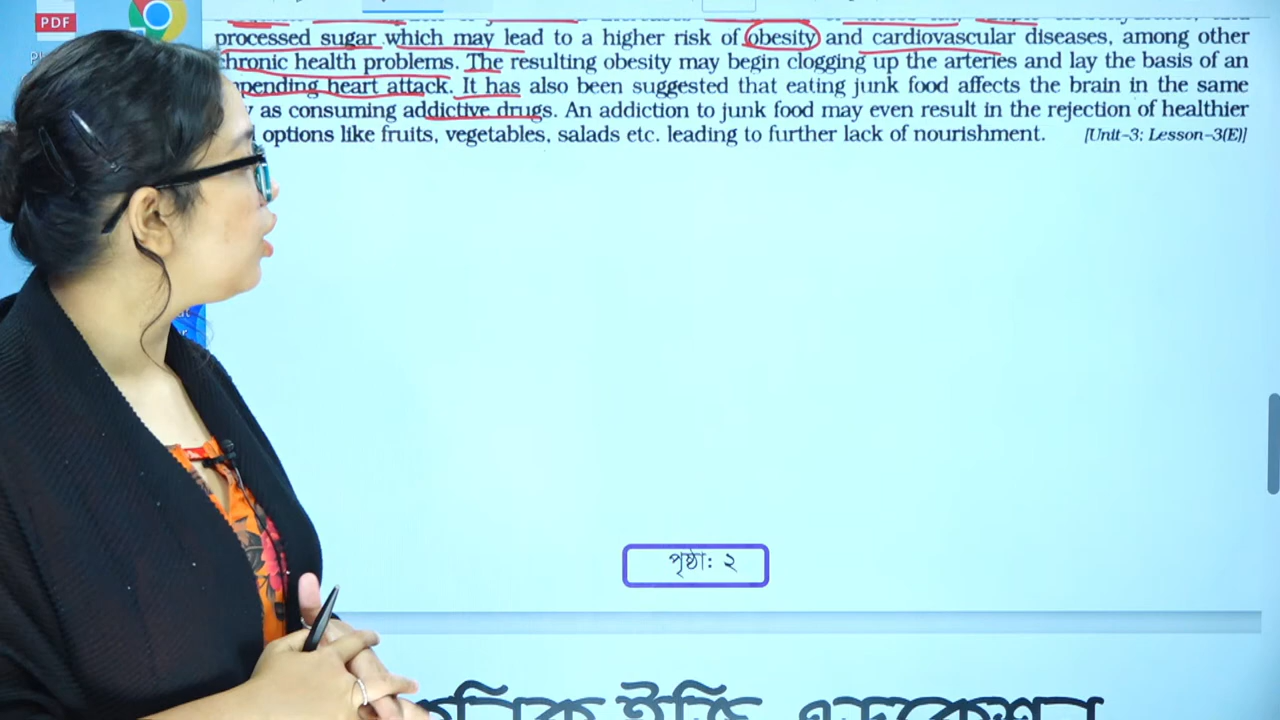 PDF
processed sugar which may lead to a higher risk of obesity and cardiovascular diseases, among other
chronic health problems. The resulting obesity may begin clogging up the arteries and lay the basis of an
pending heart attack. It has also been suggested that eating junk food affects the brain in the same
as consuming addictive drugs. An addiction to junk food may even result in the rejection of healthier
options like fruits, vegetables, salads etc. leading to further lack of nourishment. [Unit-3: Lesson-3(E)]
পৃষ্ঠা: ২